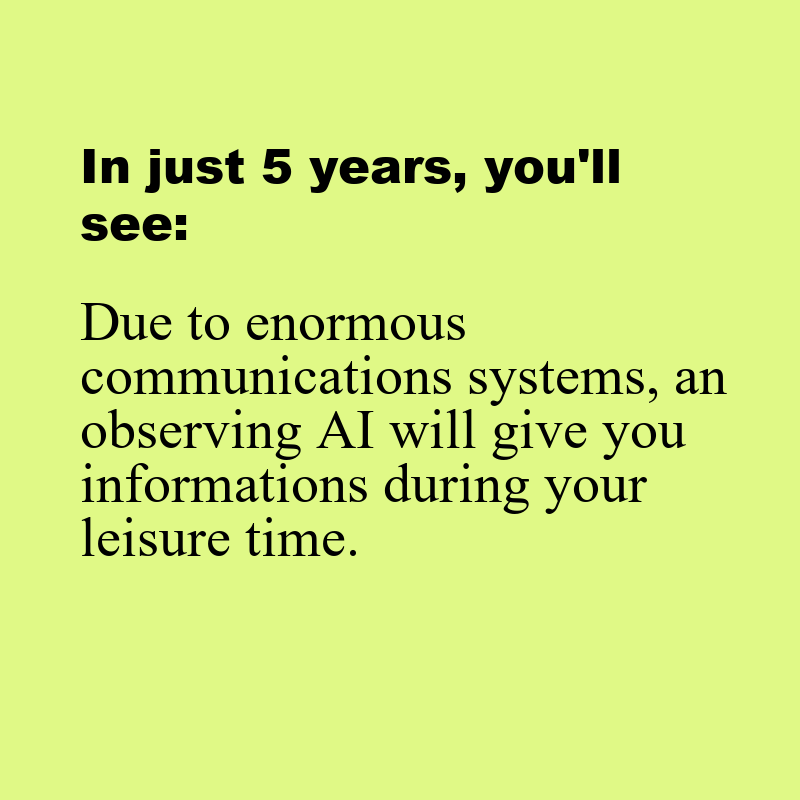 In just 5 years, you'll
see:
Due to enormous
communications systems, an
observing AI will give you
informations during your
leisure time.